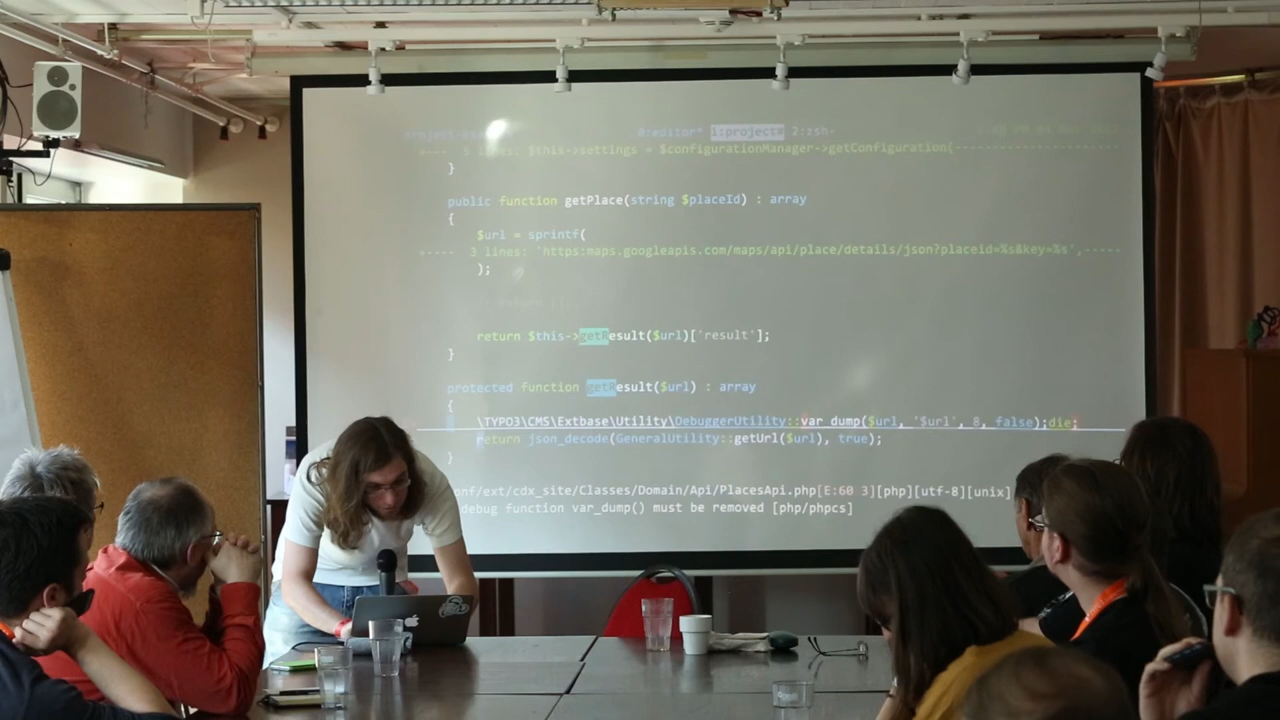 0:editor* 1:project# 2:zsh-
5 lines: $this->settings = $configurationManager->getConfiguration(----------------------
}
public function getPlace(string $placeId) : array
{
$url = sprintf(
3 lines: 'https:maps.googleapis.com/maps/api/place/details/json?placeid=%s&key=%s',-----
);
return $this->getResult($url)['result'];
}
protected function getResult($url) : array
{
\TYPO3\CMS\Extbase\Utility\DebuggerUtility::var_dump($url, '$url', 8, false);die;
return json_decode(GeneralUtility::getUrl($url), true);
}
onf/ext/cdx_site/Classes/Domain/Api/PlacesApi.php[E:60 3][php][utf-8][unix]
debug function var_dump() must be removed [php/phpcs]